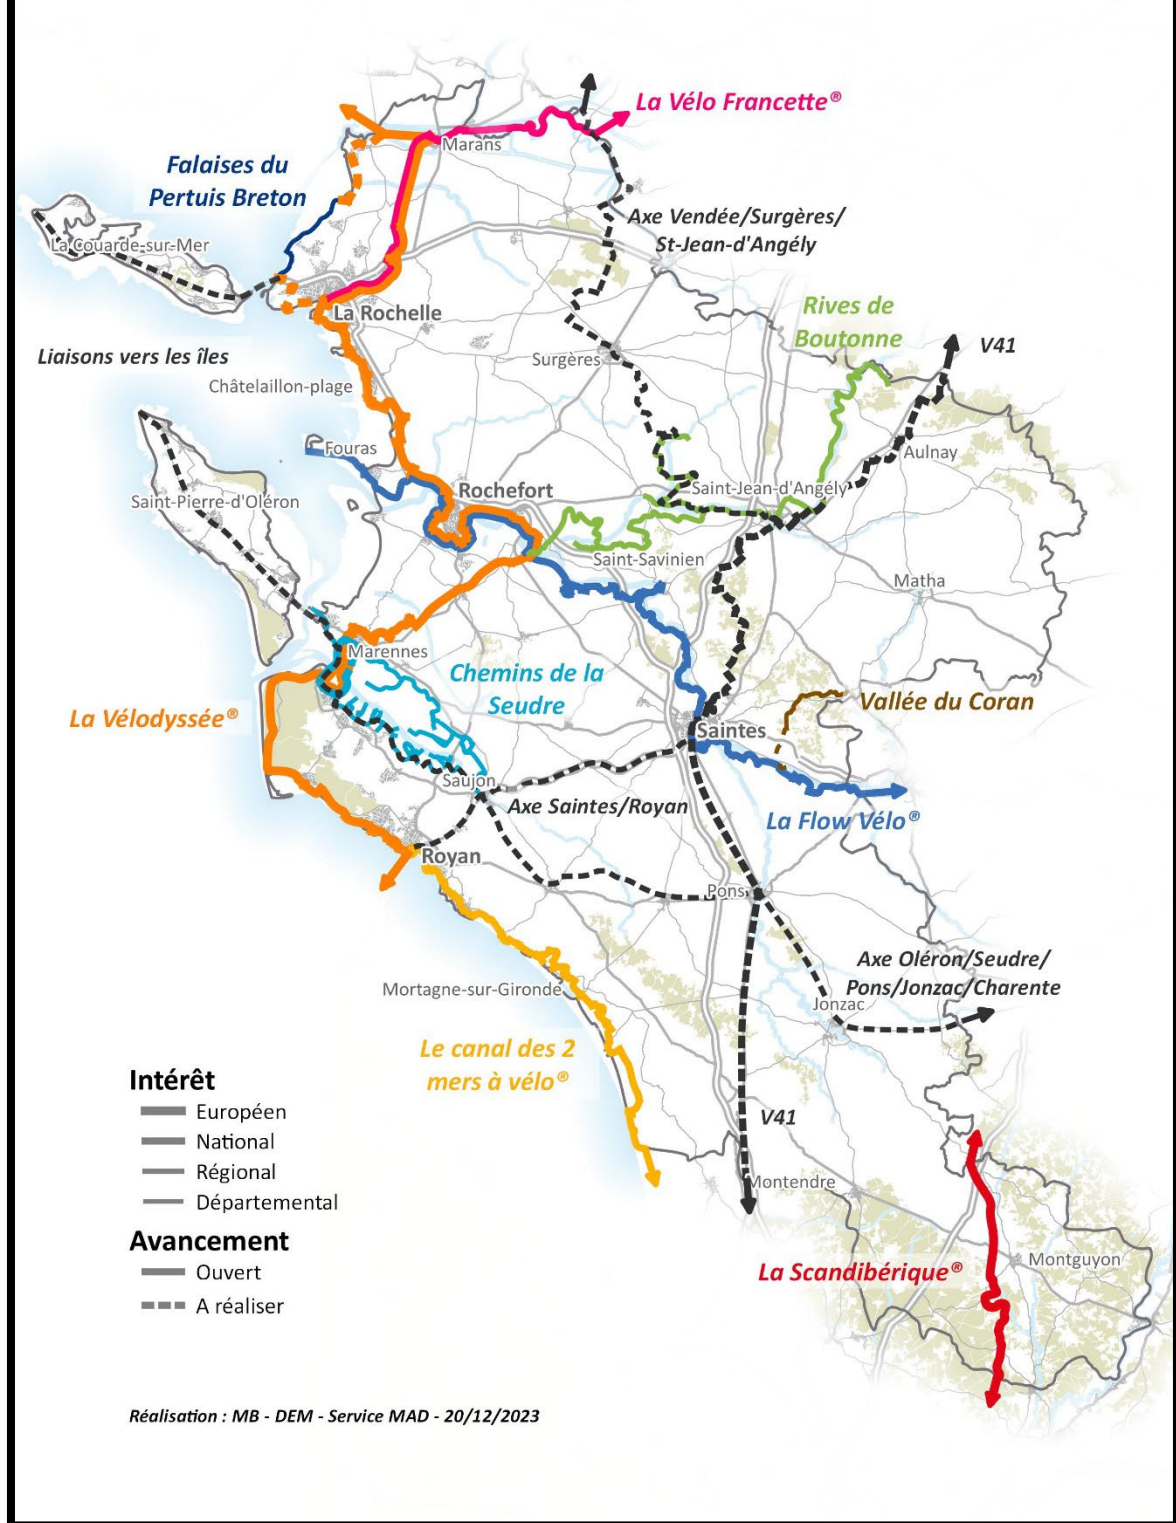 La Vélo Francette®
Marans
Falaises du
Pertuis Breton
Axe Vendée/Surgères/
St-Jean-d'Angély
La Couarde-sur-Mer
La Rochelle
Rives de
Boutonne
V41
Liaisons vers les îles
Surgères
Châtelaillon-plage
Fouras
Aulnay
Rochefort
Saint-Jean-d'Angély
Saint-Pierre-d'Oléron
Saint-Savinien
Matha
Marennes
Chemins de la
Seudre
Vallée du Coran
La Vélodyssée®
Saintes
Saujon
Axe Saintes/Royan
La Flow Vélo®
Royan
Pons
Axe Oléron/Seudre/
Pons/Jonzac/Charente
Mortagne-sur-Gironde
Jonzac
Le canal des 2
mers à vélo®
Intérêt
Européen
National
Régional
Départemental
V41
Montendre
Avancement
Ouvert
A réaliser
La Scandibérique®
Montguyon
Réalisation : MB - DEM - Service MAD - 20/12/2023